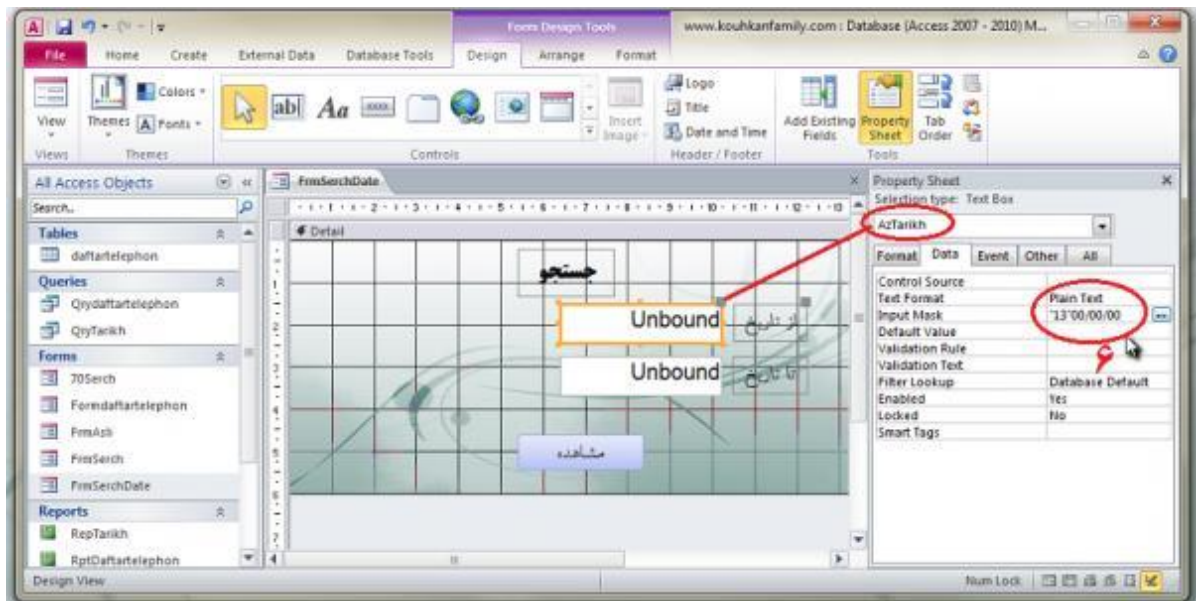 Form Design Tools
www.kouhkanfamily.com : Database (Access 2007 - 2010) M...
File Home Create External Data Database Tools Design Arrange Format
View
Themes
Colors
Fonts
ab|
Aa
XXXX
Insert Image
Logo
Title
Date and Time
Add Existing Fields
Property Sheet
Tab Order
Views Themes Controls Header / Footer Tools
All Access Objects
Search..
Tables
daftartelephon
Queries
Qrydaftartelephon
QryTarikh
Forms
70Serch
Formdaftartelephon
FrmAsli
FrmSerch
FrmSerchDate
Reports
RepTarikh
RptDaftartelephon
FrmSerchDate
Detail
جستجو
Unbound از تاریخ
Unbound تا تاریخ
مشاهده
Property Sheet
Selection type: Text Box
AzTarikh
Format Data Event Other All
Control Source
Text Format Plain Text
Input Mask "13"00/00/00
Default Value
Validation Rule
Validation Text
۶
Filter Lookup Database Default
Enabled Yes
Locked No
Smart Tags
Design View
Num Lock